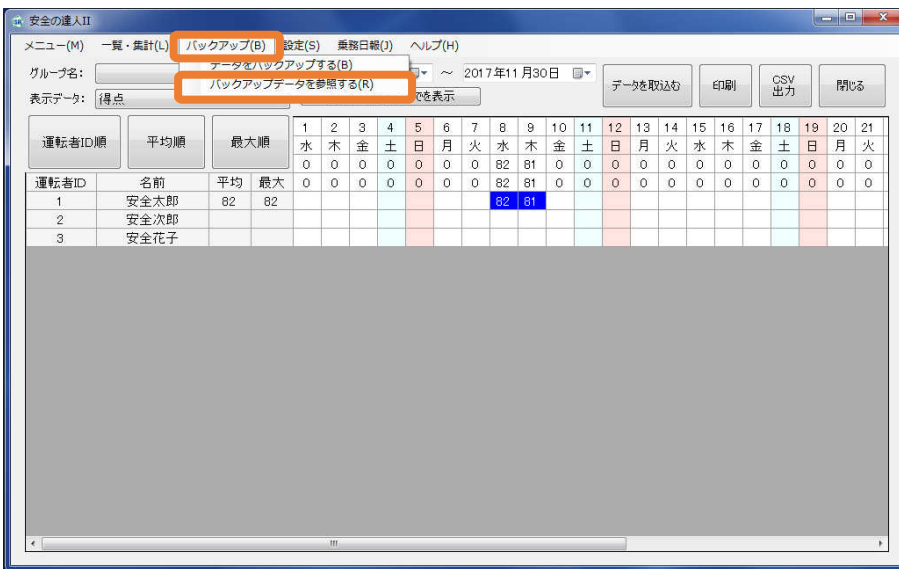 安全の達人II
メニュー(M) 一覧・集計(L) バックアップ(B) 設定(S) 乗務日報(J) ヘルプ(H)
データをバックアップする(B)
バックアップデータを参照する(R)
グループ名: ～ 2017年11月30日 データを取込む 印刷 CSV出力 閉じる
表示データ: 得点 を表示
運転者ID順 平均順 最大順 1 2 3 4 5 6 7 8 9 10 11 12 13 14 15 16 17 18 19 20 21
水 木 金 土 日 月 火 水 木 金 土 日 月 火 水 木 金 土 日 月 火
0 0 0 0 0 0 0 82 81 0 0 0 0 0 0 0 0 0 0 0 0
運転者ID 名前 平均 最大 0 0 0 0 0 0 0 82 81 0 0 0 0 0 0 0 0 0 0 0 0
1 安全太郎 82 82 82 81
2 安全次郎
3 安全花子